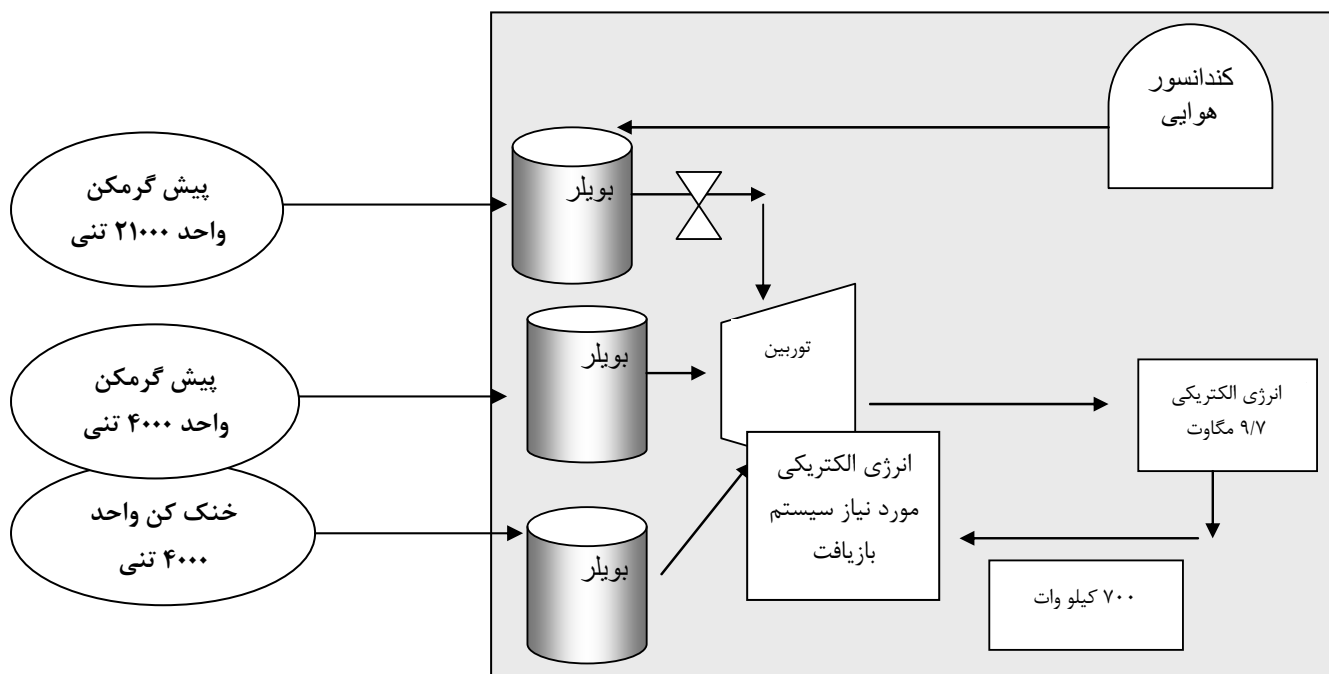 کندانسور
هوایی
پیش گرمکن
واحد ۲۱۰۰۰ تنی
بویلر
پیش گرمکن
واحد ۴۰۰۰ تنی
بویلر
توربین
انرژی الکتریکی
۹/۷ مگاوت
خنک کن واحد
۴۰۰۰ تنی
بویلر
انرژی الکتریکی
مورد نیاز سیستم
بازیافت
۷۰۰ کیلو وات